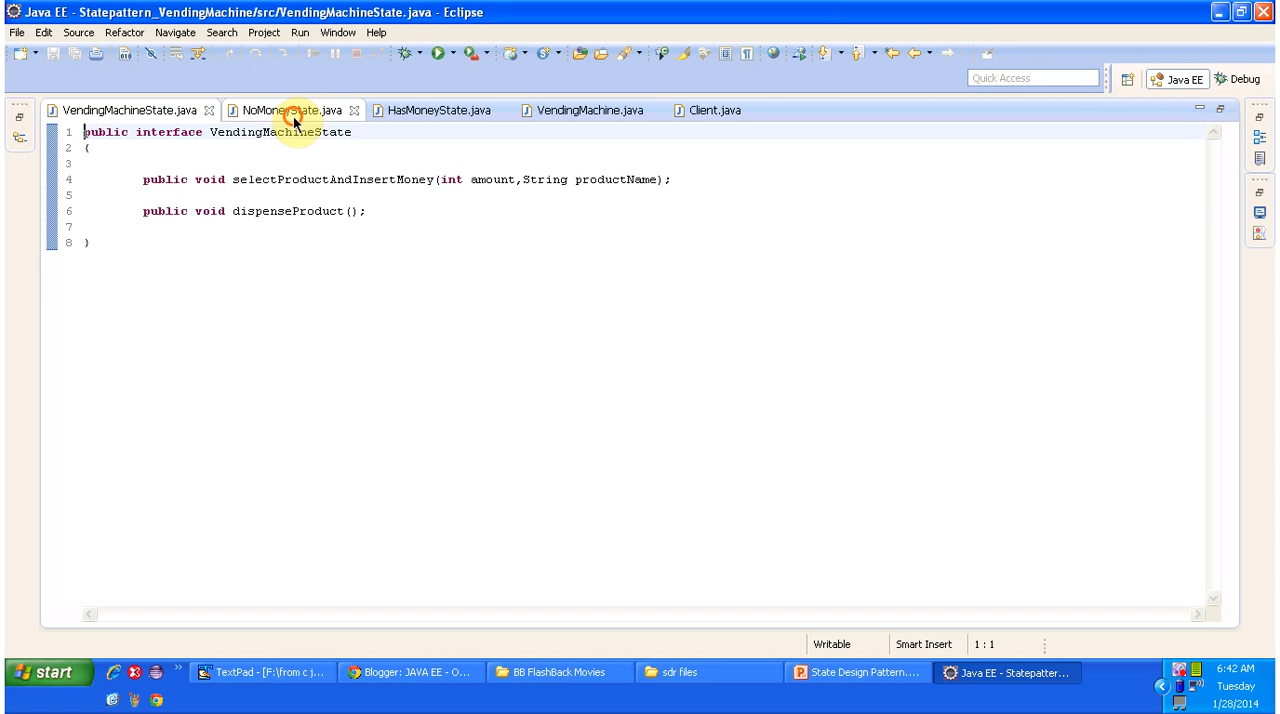 Java EE - Statepattern_VendingMachine/src/VendingMachineState.java - Eclipse
File Edit Source Refactor Navigate Search Project Run Window Help
Quick Access
Java EE
Debug
VendingMachineState.java
NoMoneyState.java
HasMoneyState.java
VendingMachine.java
Client.java
1 public interface VendingMachineState
2 {
3
4 public void selectProductAndInsertMoney(int amount,String productName);
5
6 public void dispenseProduct();
7
8 }
Writable
Smart Insert
1 : 1
start
TextPad - [F:\from c j...
Blogger: JAVA EE - O...
BB FlashBack Movies
sdr files
State Design Pattern....
Java EE - Statepatter...
6:42 AM
Tuesday
1/28/2014